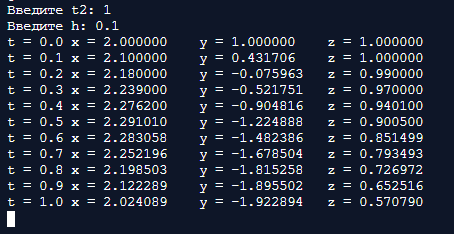 Введите t2: 1
Введите h: 0.1
t = 0.0 x = 2.000000 y = 1.000000 z = 1.000000
t = 0.1 x = 2.100000 y = 0.431706 z = 1.000000
t = 0.2 x = 2.180000 y = -0.075963 z = 0.990000
t = 0.3 x = 2.239000 y = -0.521751 z = 0.970000
t = 0.4 x = 2.276200 y = -0.904816 z = 0.940100
t = 0.5 x = 2.291010 y = -1.224888 z = 0.900500
t = 0.6 x = 2.283058 y = -1.482386 z = 0.851499
t = 0.7 x = 2.252196 y = -1.678504 z = 0.793493
t = 0.8 x = 2.198503 y = -1.815258 z = 0.726972
t = 0.9 x = 2.122289 y = -1.895502 z = 0.652516
t = 1.0 x = 2.024089 y = -1.922894 z = 0.570790